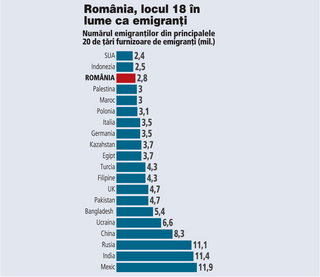 România, locul 18 în
lume ca emigranți
Numărul emigranților din principalele
20 de țări furnizoare de emigranți (mil.)
SUA 2,4
Indonezia 2,5
ROMÂNIA 2,8
Palestina 3
Maroc 3
Polonia 3,1
Italia 3,5
Germania 3,5
Kazahstan 3,7
Egipt 3,7
Turcia 4,3
Filipine 4,3
UK 4,7
Pakistan 4,7
Bangladesh 5,4
Ucraina 6,6
China 8,3
Rusia 11,1
India 11,4
Mexic 11,9